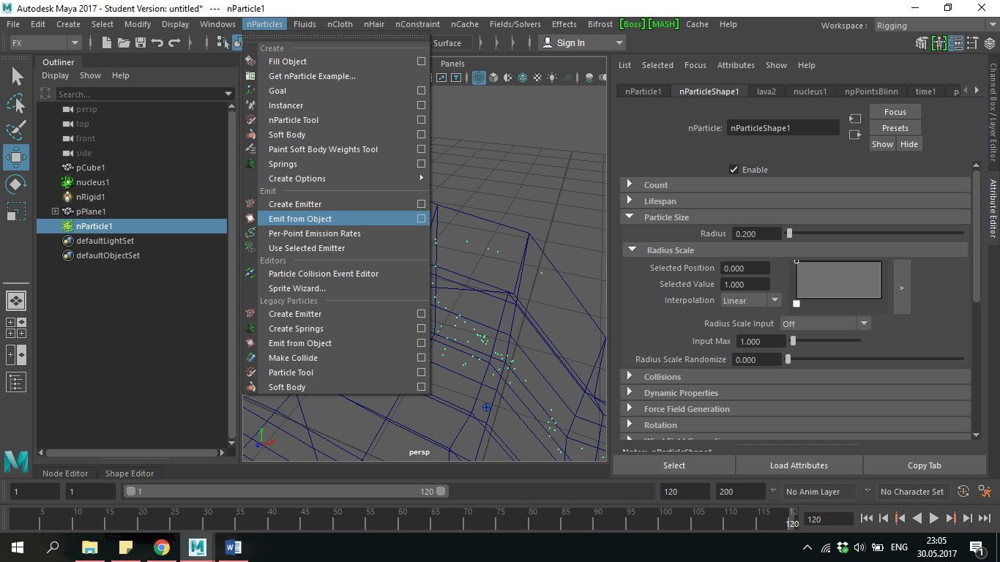 Autodesk Maya 2017 - Student Version: untitled* --- nParticle1
File Edit Create Select Modify Display Windows nParticles Fluids nCloth nHair nConstraint nCache Fields/Solvers Effects Bifrost [Boss] [MASH] Cache Help Workspace : Rigging
FX Surface Sign In
Outliner
Display Show Help
Search...
persp
top
front
side
pCube1
nucleus1
nRigid1
pPlane1
nParticle1
defaultLightSet
defaultObjectSet
Create
Fill Object
Get nParticle Example...
Goal
Instancer
nParticle Tool
Soft Body
Paint Soft Body Weights Tool
Springs
Create Options
Emit
Create Emitter
Emit from Object
Per-Point Emission Rates
Use Selected Emitter
Editors
Particle Collision Event Editor
Sprite Wizard...
Legacy Particles
Create Emitter
Create Springs
Emit from Object
Make Collide
Particle Tool
Soft Body
Panels
y
x
z
persp
List Selected Focus Attributes Show Help
nParticle1 nParticleShape1 lava2 nucleus1 npPointsBlinn time1 p
nParticle: nParticleShape1
Focus
Presets
Show Hide
Enable
Count
Lifespan
Particle Size
Radius 0.200
Radius Scale
Selected Position 0.000
Selected Value 1.000
Interpolation Linear
>
Radius Scale Input Off
Input Max 1.000
Radius Scale Randomize 0.000
Collisions
Dynamic Properties
Force Field Generation
Rotation
Select Load Attributes Copy Tab
Channel Box / Layer Editor
Attribute Editor
Node Editor Shape Editor
1 1 1 120 120 200 No Anim Layer No Character Set
5 10 15 20 25 30 35 40 45 50 55 60 65 70 75 80 85 90 95 100 105 110 115 12
120 120
ENG 23:05
30.05.2017
1